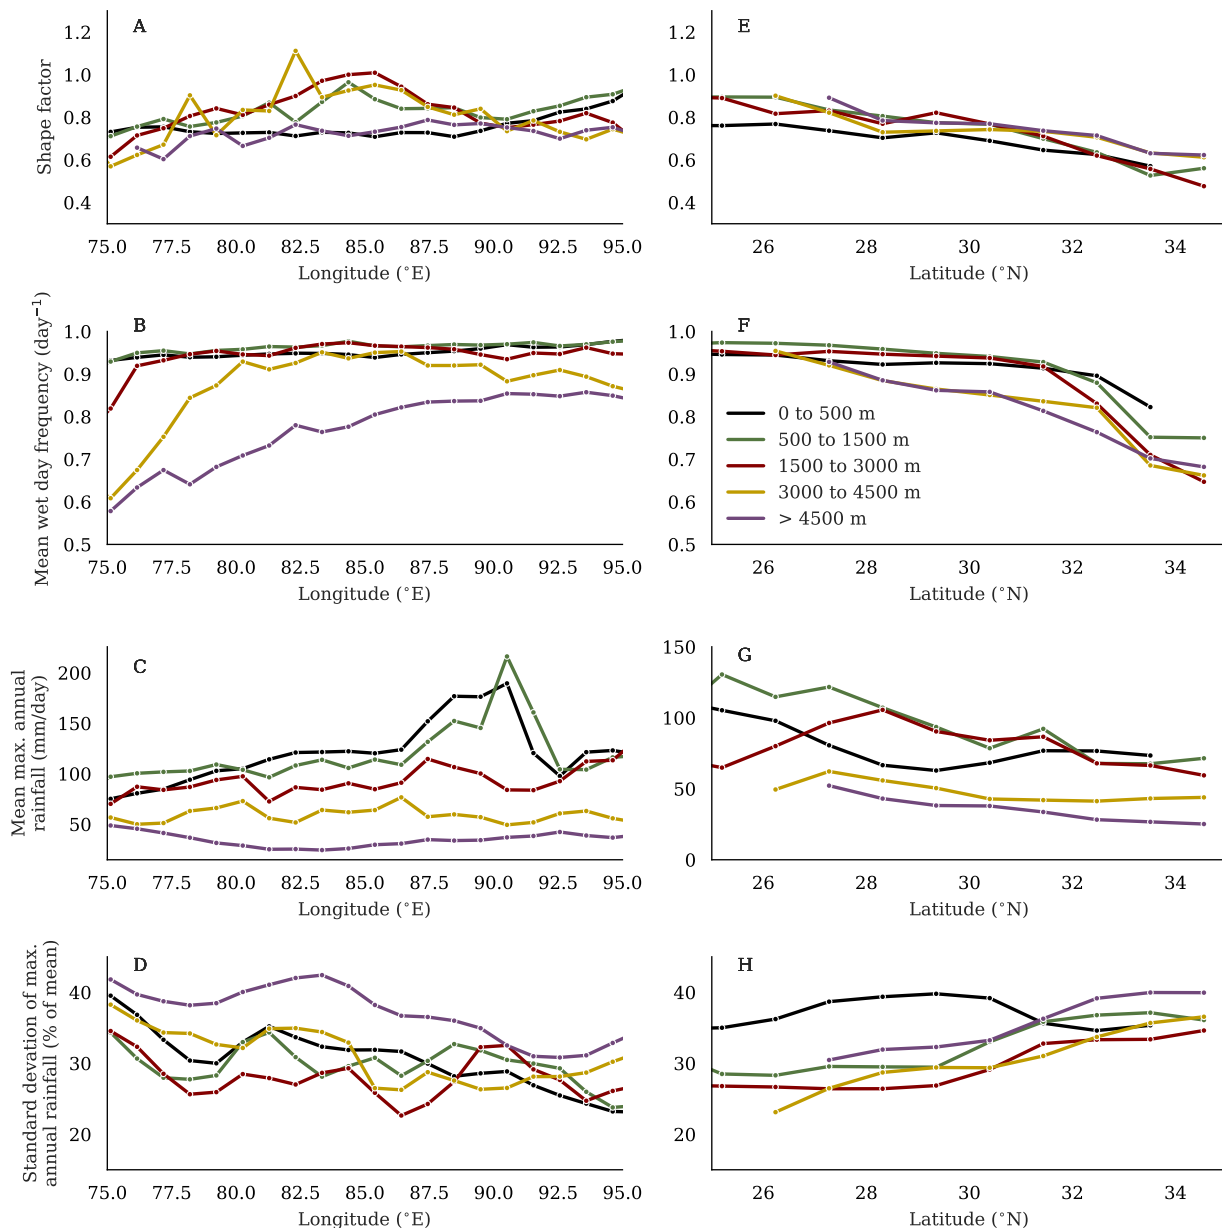 A
Shape factor
1.2
1.0
0.8
0.6
0.4
75.0 77.5 80.0 82.5 85.0 87.5 90.0 92.5 95.0
Longitude (°E)
E
1.2
1.0
0.8
0.6
0.4
26 28 30 32 34
Latitude (°N)
B
Mean wet day frequency (day⁻¹)
1.0
0.9
0.8
0.7
0.6
0.5
75.0 77.5 80.0 82.5 85.0 87.5 90.0 92.5 95.0
Longitude (°E)
F
1.0
0.9
0.8
0.7
0.6
0.5
0 to 500 m
500 to 1500 m
1500 to 3000 m
3000 to 4500 m
> 4500 m
26 28 30 32 34
Latitude (°N)
C
Mean max. annual
rainfall (mm/day)
200
150
100
50
75.0 77.5 80.0 82.5 85.0 87.5 90.0 92.5 95.0
Longitude (°E)
G
150
100
50
0
26 28 30 32 34
Latitude (°N)
D
Standard devation of max.
annual rainfall (% of mean)
40
30
20
75.0 77.5 80.0 82.5 85.0 87.5 90.0 92.5 95.0
Longitude (°E)
H
40
30
20
26 28 30 32 34
Latitude (°N)